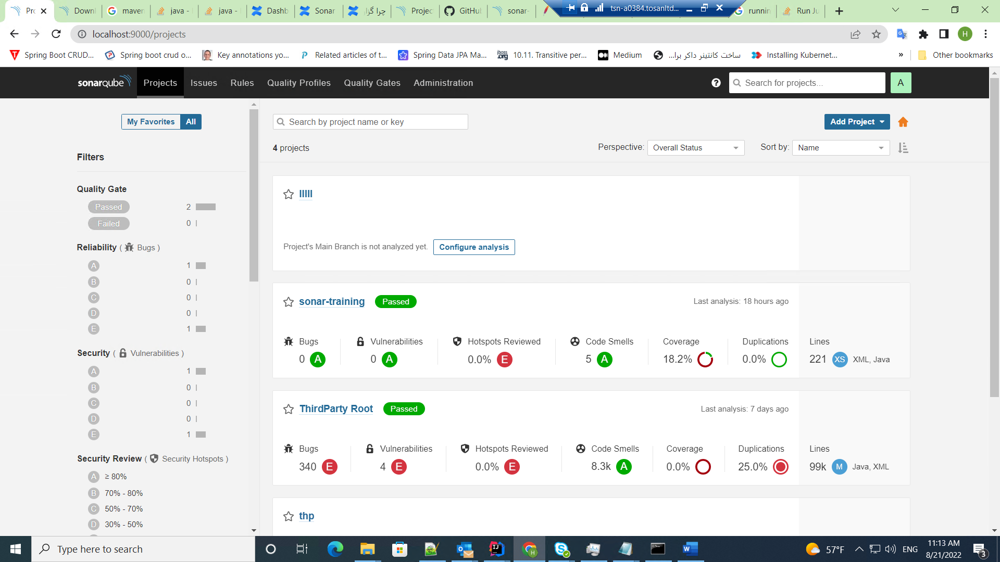 Pro
Downl
maven
java -
java -
Dashb
Sonar
چرا گزا
Projec
GitHub
sonar-
tsn-a0384.tosanltd...
runnin
Run Ju
localhost:9000/projects
H
Spring Boot CRUD...
Spring boot crud o...
Key annotations yo...
Related articles of t...
Spring Data JPA Ma...
10.11. Transitive per...
Medium
ساخت کانتینر داکر برا...
Installing Kubernet...
»
Other bookmarks
sonarqube
Projects
Issues
Rules
Quality Profiles
Quality Gates
Administration
Search for projects...
A
My Favorites
All
Search by project name or key
Add Project
4 projects
Perspective:
Overall Status
Sort by:
Name
Filters
Quality Gate
Passed 2
Failed 0
Reliability ( Bugs )
A 1
B 0
C 0
D 0
E 1
Security ( Vulnerabilities )
A 1
B 0
C 0
D 0
E 1
Security Review ( Security Hotspots )
A ≥ 80%
B 70% - 80%
C 50% - 70%
D 30% - 50%
lllll
Project's Main Branch is not analyzed yet.
Configure analysis
sonar-training
Passed
Last analysis: 18 hours ago
Bugs
Vulnerabilities
Hotspots Reviewed
Code Smells
Coverage
Duplications
Lines
0 A
0 A
0.0% E
5 A
18.2%
0.0%
221 XS XML, Java
ThirdParty Root
Passed
Last analysis: 7 days ago
Bugs
Vulnerabilities
Hotspots Reviewed
Code Smells
Coverage
Duplications
Lines
340 E
4 E
0.0% E
8.3k A
0.0%
25.0%
99k M Java, XML
thp
Type here to search
57°F
ENG
11:13 AM
8/21/2022
3